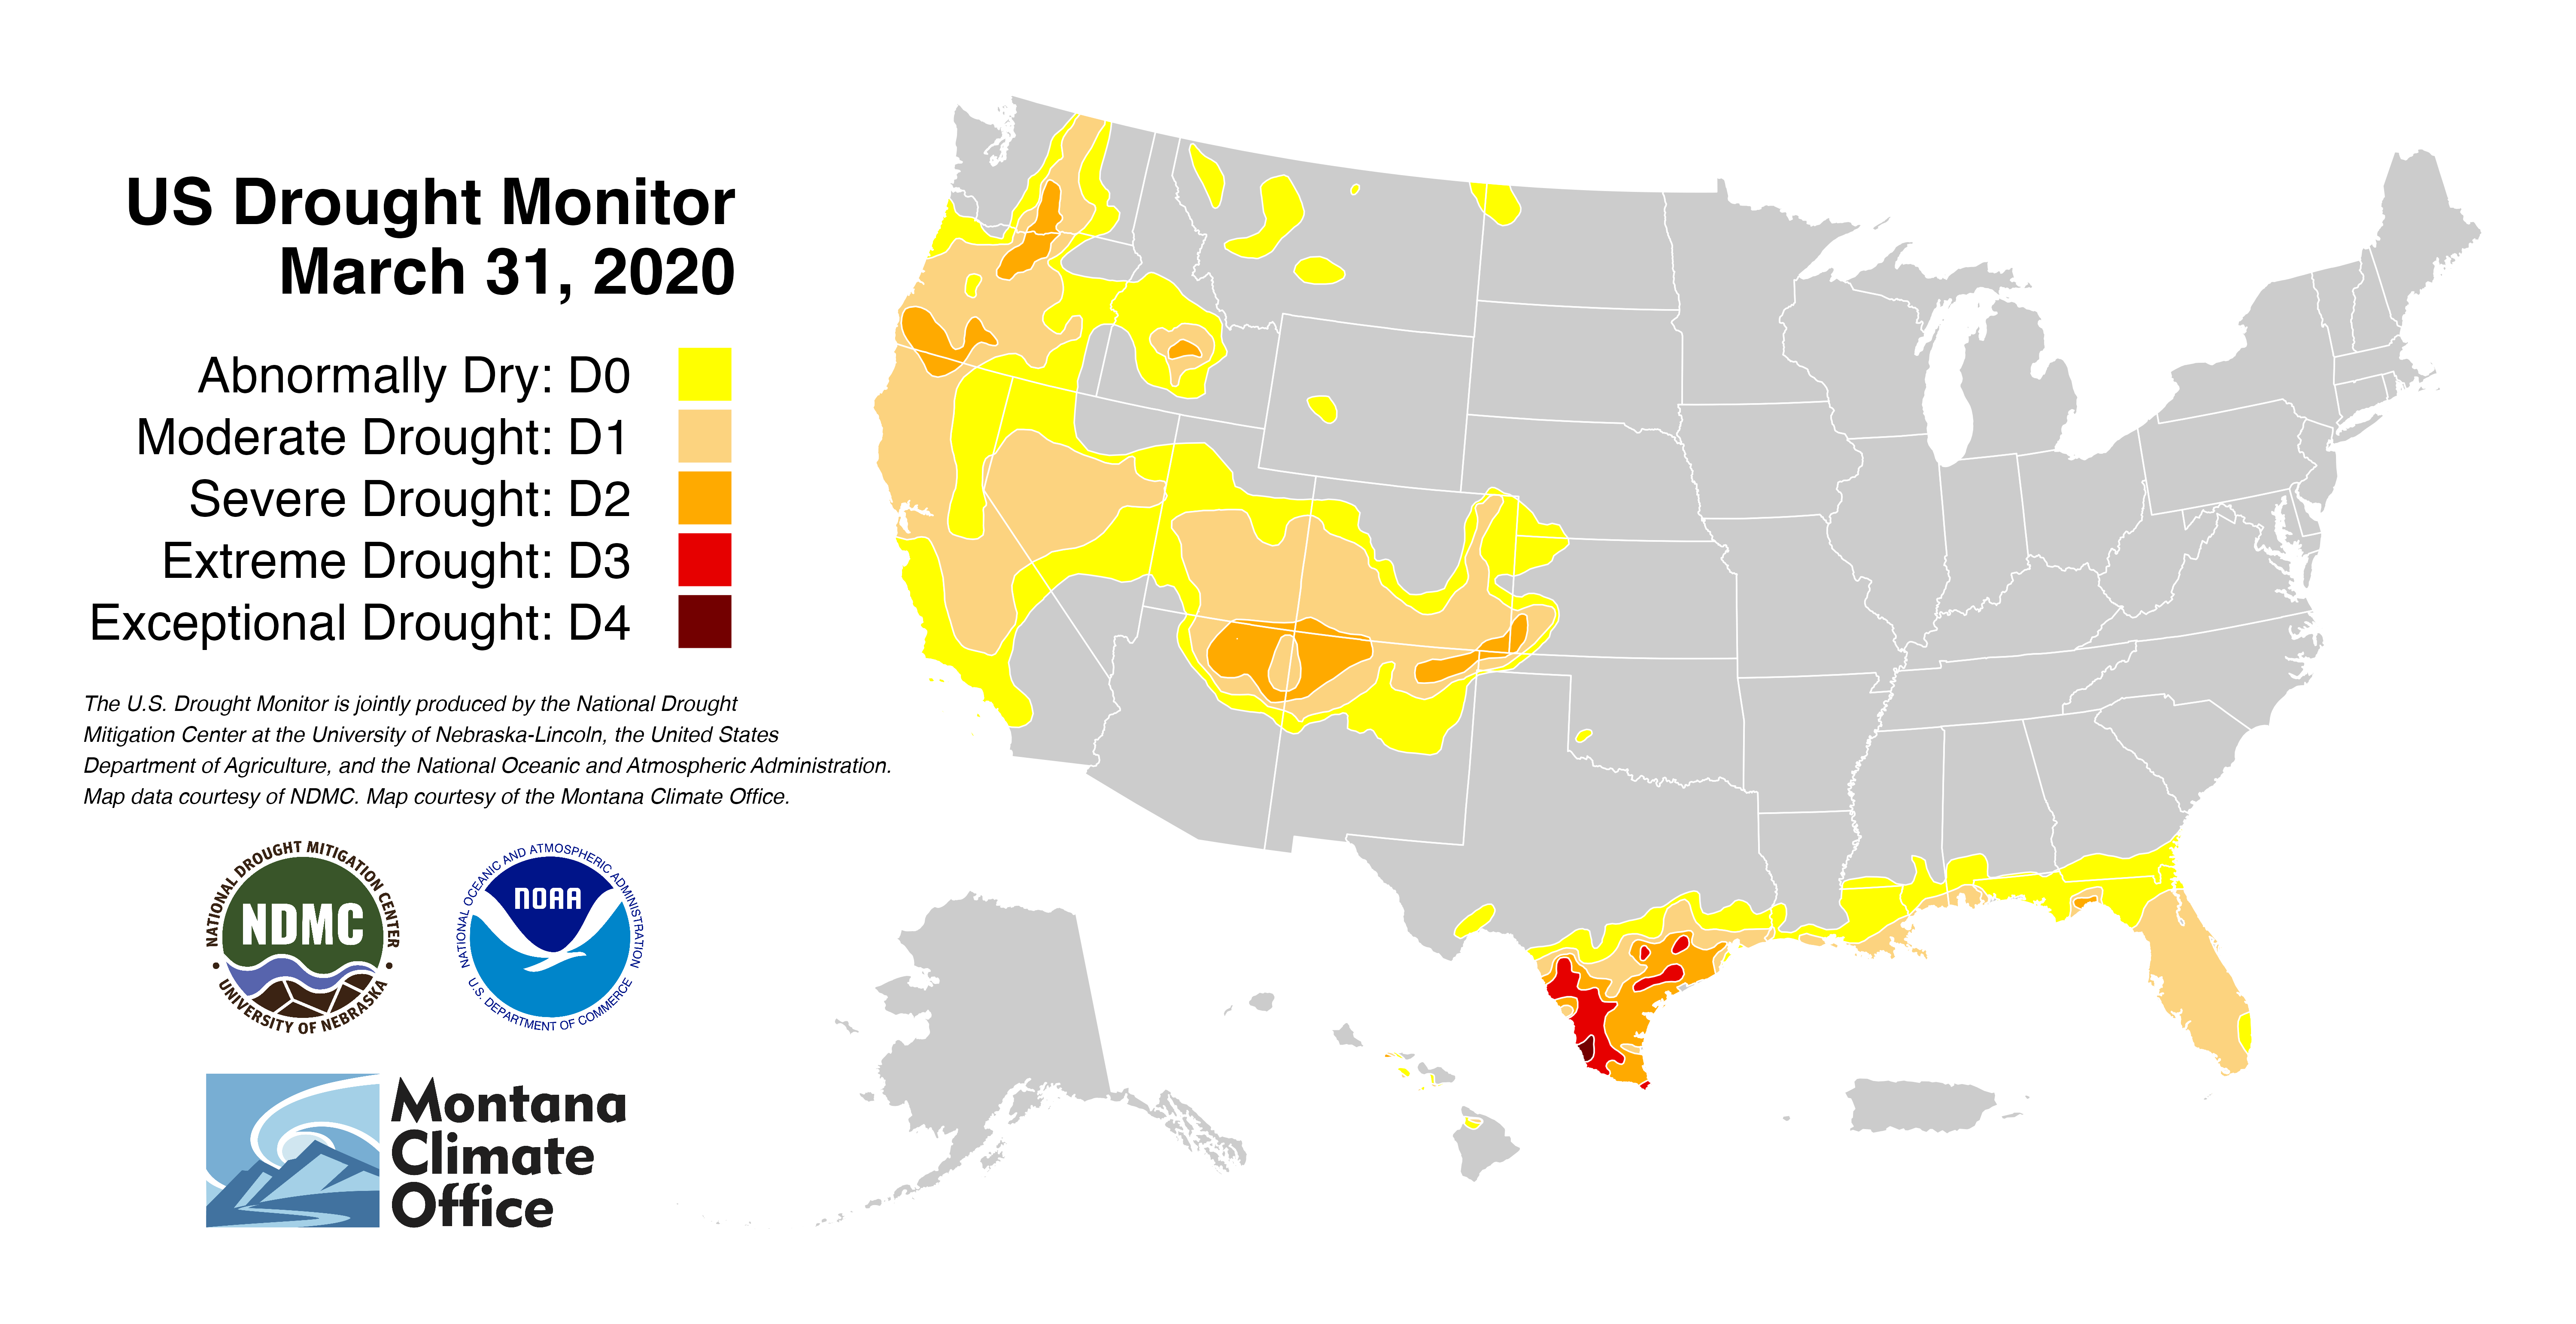 US Drought Monitor
March 31, 2020
Abnormally Dry: D0
Moderate Drought: D1
Severe Drought: D2
Extreme Drought: D3
Exceptional Drought: D4
The U.S. Drought Monitor is jointly produced by the National Drought
Mitigation Center at the University of Nebraska-Lincoln, the United States
Department of Agriculture, and the National Oceanic and Atmospheric Administration.
Map data courtesy of NDMC. Map courtesy of the Montana Climate Office.
NATIONAL DROUGHT MITIGATION CENTER
NDMC
UNIVERSITY OF NEBRASKA
NATIONAL OCEANIC AND ATMOSPHERIC ADMINISTRATION
NOAA
U.S. DEPARTMENT OF COMMERCE
Montana
Climate
Office